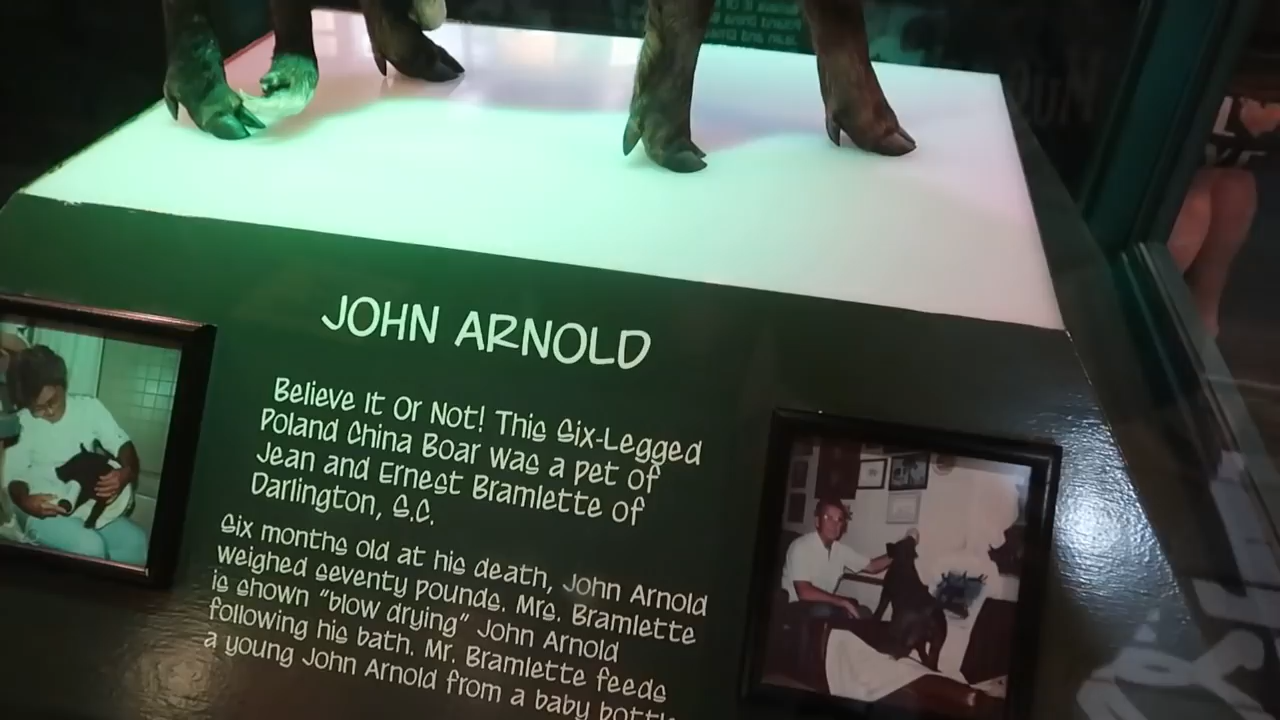 JOHN ARNOLD
Believe It Or Not! This Six-Legged
Poland China Boar was a pet of
Jean and Ernest Bramlette of
Darlington, S.C.
Six months old at his death, John Arnold
weighed seventy pounds. Mrs. Bramlette
is shown "blow drying" John Arnold
following his bath. Mr. Bramlette feeds
a young John Arnold from a baby